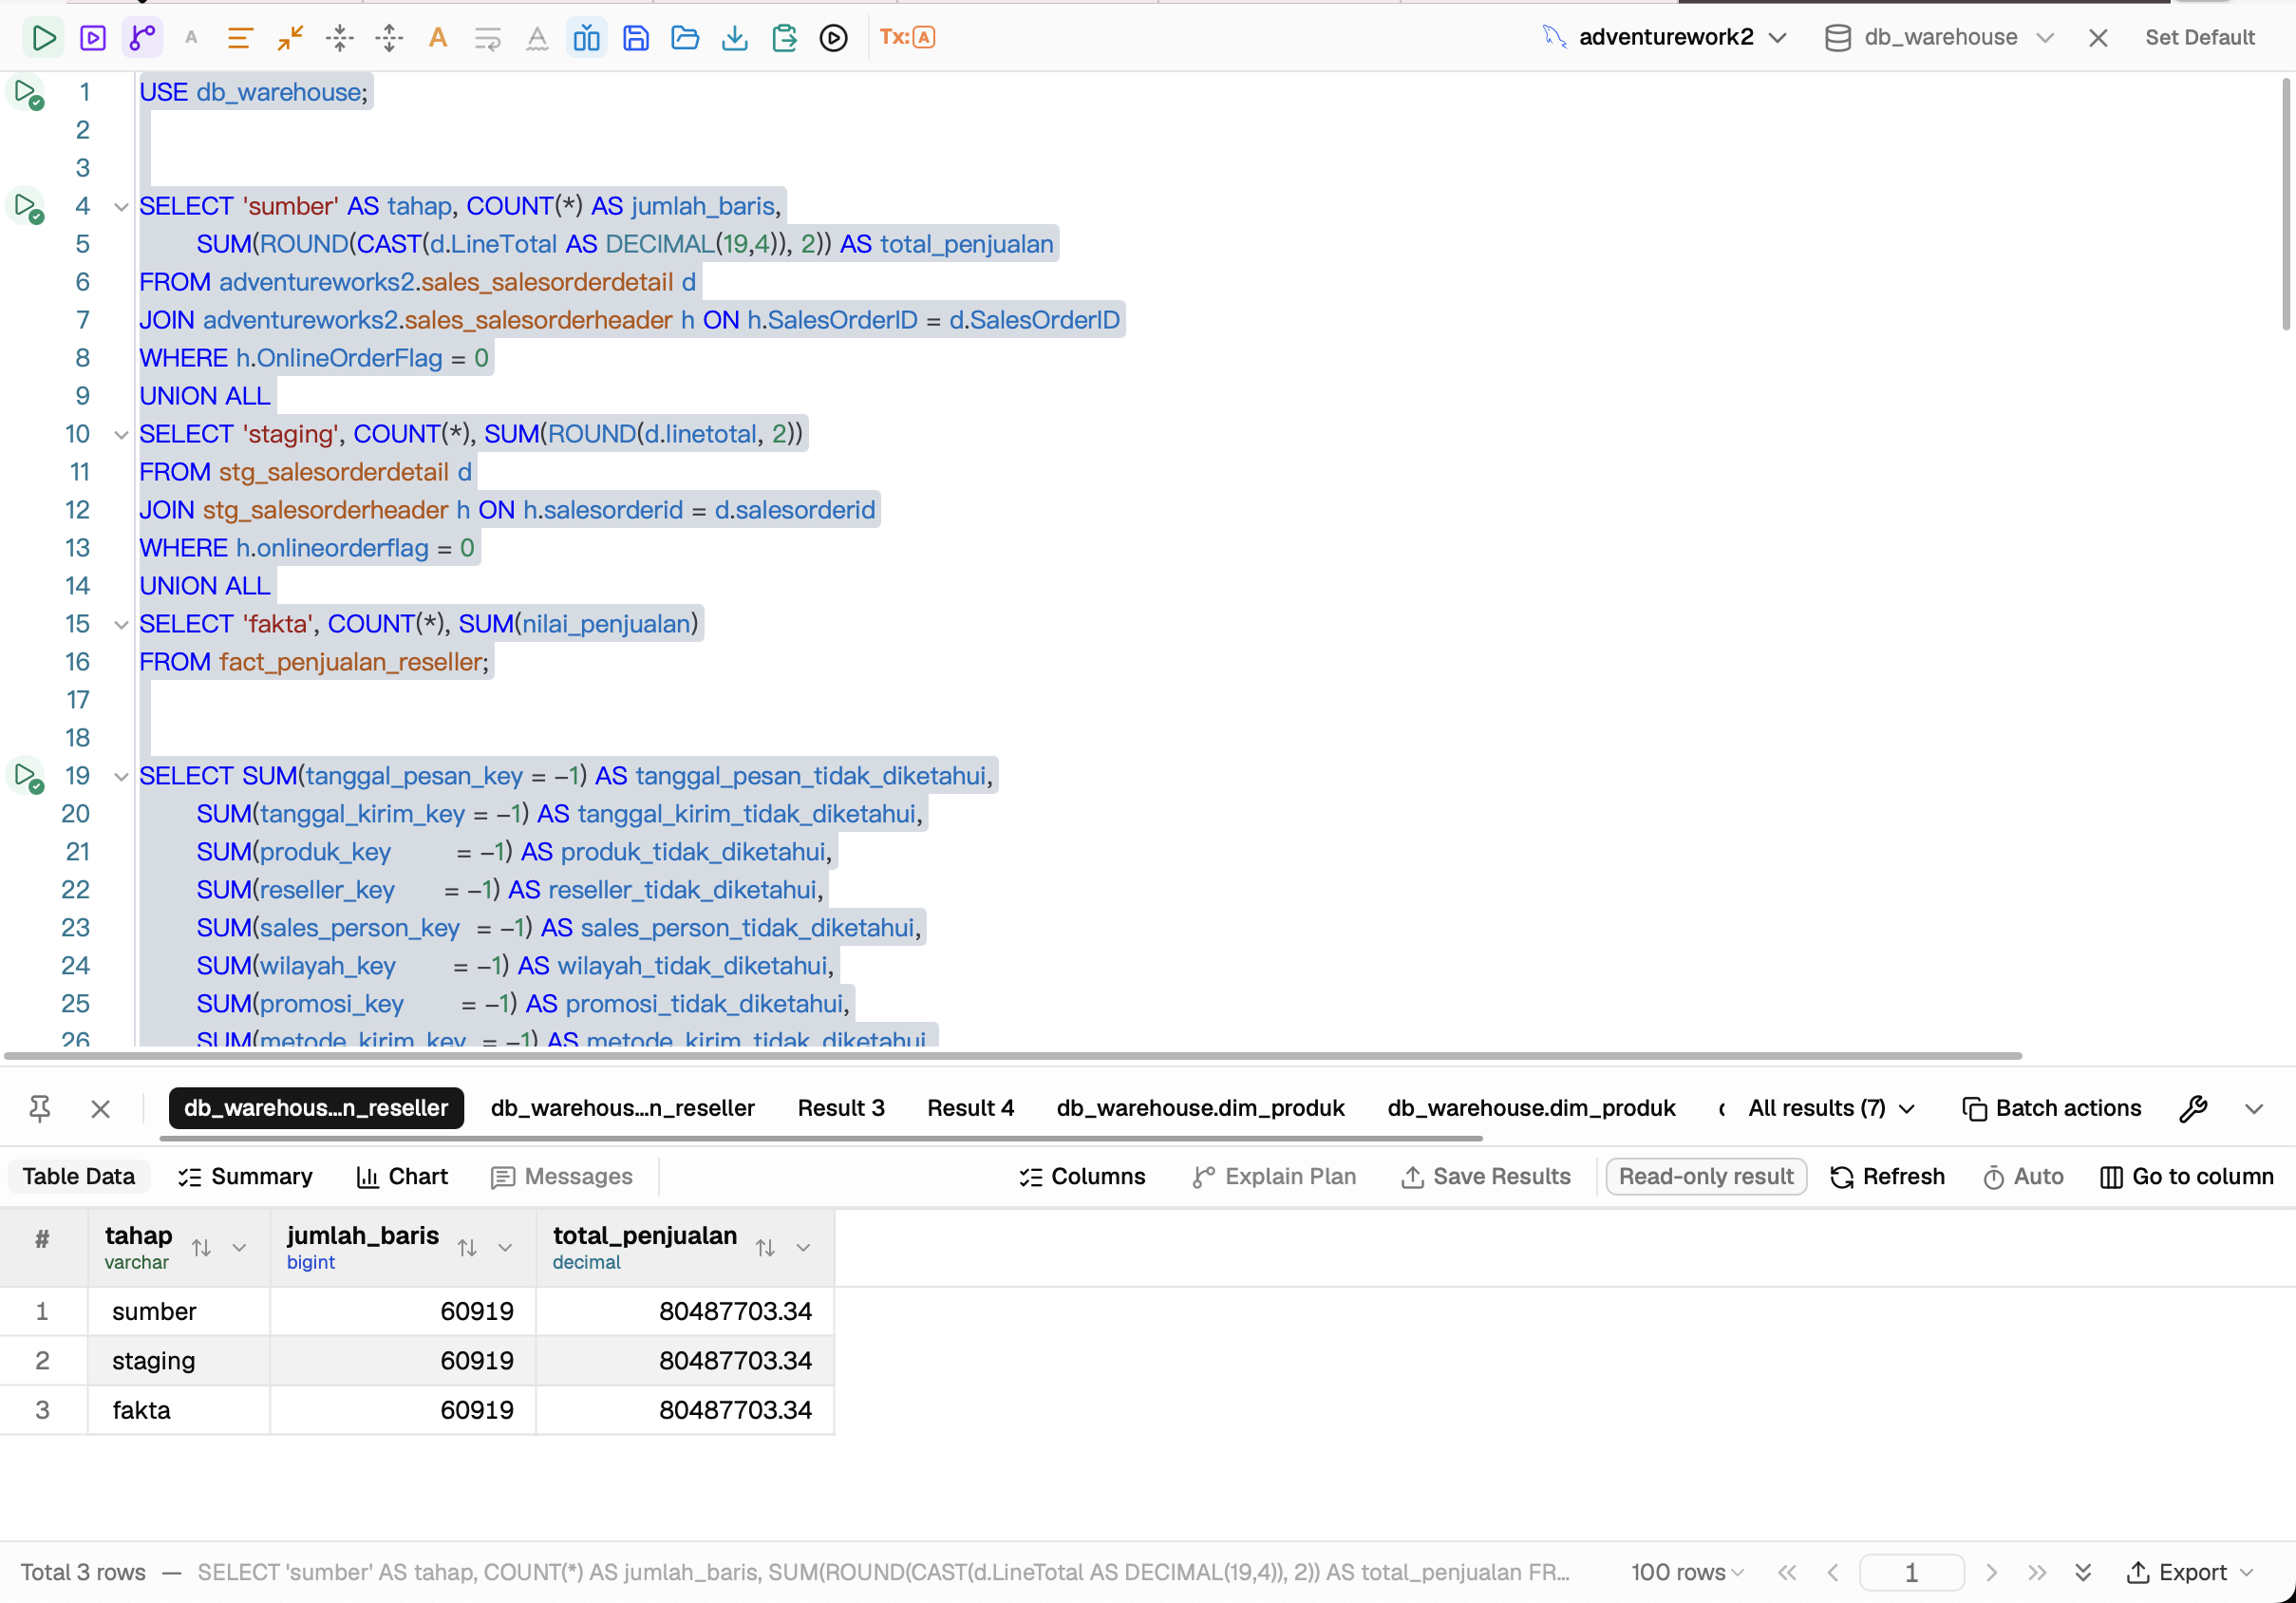 A A A Tx: A adventurework2 db_warehouse Set Default
1 USE db_warehouse;
2
3
4 SELECT 'sumber' AS tahap, COUNT(*) AS jumlah_baris,
5 SUM(ROUND(CAST(d.LineTotal AS DECIMAL(19,4)), 2)) AS total_penjualan
6 FROM adventureworks2.sales_salesorderdetail d
7 JOIN adventureworks2.sales_salesorderheader h ON h.SalesOrderID = d.SalesOrderID
8 WHERE h.OnlineOrderFlag = 0
9 UNION ALL
10 SELECT 'staging', COUNT(*), SUM(ROUND(d.linetotal, 2))
11 FROM stg_salesorderdetail d
12 JOIN stg_salesorderheader h ON h.salesorderid = d.salesorderid
13 WHERE h.onlineorderflag = 0
14 UNION ALL
15 SELECT 'fakta', COUNT(*), SUM(nilai_penjualan)
16 FROM fact_penjualan_reseller;
17
18
19 SELECT SUM(tanggal_pesan_key = -1) AS tanggal_pesan_tidak_diketahui,
20 SUM(tanggal_kirim_key = -1) AS tanggal_kirim_tidak_diketahui,
21 SUM(produk_key = -1) AS produk_tidak_diketahui,
22 SUM(reseller_key = -1) AS reseller_tidak_diketahui,
23 SUM(sales_person_key = -1) AS sales_person_tidak_diketahui,
24 SUM(wilayah_key = -1) AS wilayah_tidak_diketahui,
25 SUM(promosi_key = -1) AS promosi_tidak_diketahui,
26 SUM(metode_kirim_key = -1) AS metode_kirim_tidak_diketahui
db_warehous...n_reseller db_warehous...n_reseller Result 3 Result 4 db_warehouse.dim_produk db_warehouse.dim_produk All results (7) Batch actions
Table Data Summary Chart Messages Columns Explain Plan Save Results Read-only result Refresh Auto Go to column
# tahap jumlah_baris total_penjualan
varchar bigint decimal
1 sumber 60919 80487703.34
2 staging 60919 80487703.34
3 fakta 60919 80487703.34
Total 3 rows — SELECT 'sumber' AS tahap, COUNT(*) AS jumlah_baris, SUM(ROUND(CAST(d.LineTotal AS DECIMAL(19,4)), 2)) AS total_penjualan FR... 100 rows 1 Export